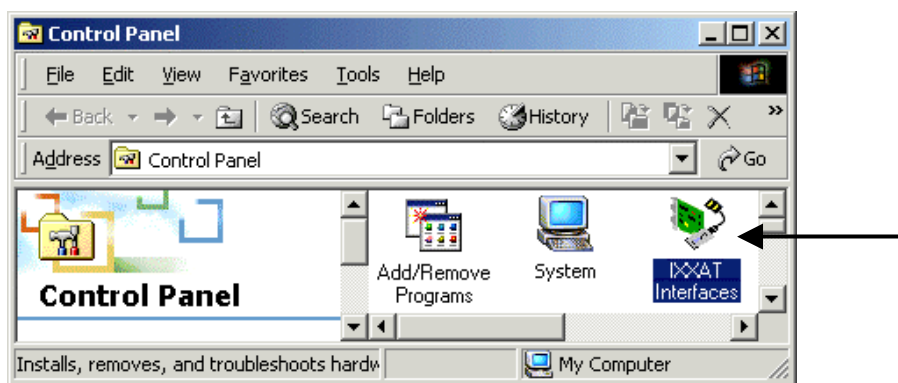 Control Panel
File Edit View Favorites Tools Help
Back Search Folders History »
Address Control Panel Go
Control Panel
Add/Remove
Programs
System
IXXAT
Interfaces
Installs, removes, and troubleshoots hardw
My Computer